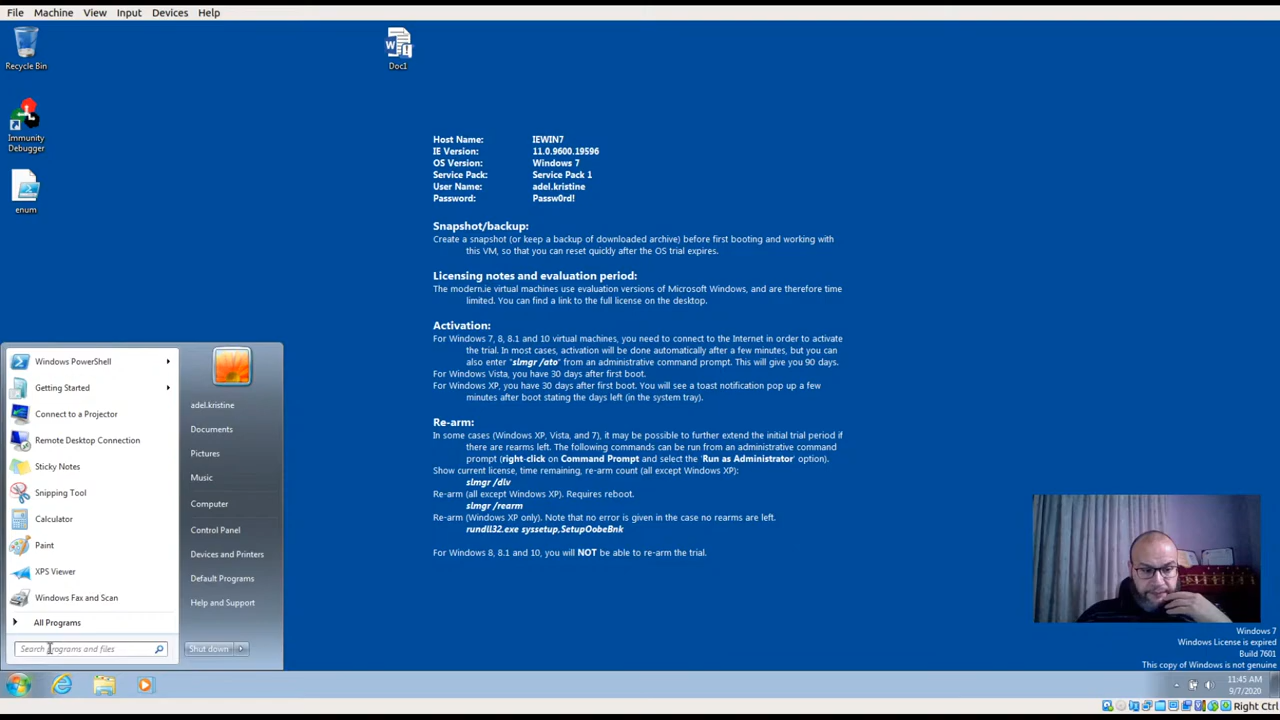 File Machine View Input Devices Help
Recycle Bin
Doc1
Immunity
Debugger
enum
Host Name: IEWIN7
IE Version: 11.0.9600.19596
OS Version: Windows 7
Service Pack: Service Pack 1
User Name: adel.kristine
Password: Passw0rd!
Snapshot/backup:
Create a snapshot (or keep a backup of downloaded archive) before first booting and working with
this VM, so that you can reset quickly after the OS trial expires.
Licensing notes and evaluation period:
The modern.ie virtual machines use evaluation versions of Microsoft Windows, and are therefore time
limited. You can find a link to the full license on the desktop.
Activation:
For Windows 7, 8, 8.1 and 10 virtual machines, you need to connect to the Internet in order to activate
the trial. In most cases, activation will be done automatically after a few minutes, but you can
also enter "slmgr /ato" from an administrative command prompt. This will give you 90 days.
For Windows Vista, you have 30 days after first boot.
For Windows XP, you have 30 days after first boot. You will see a toast notification pop up a few
minutes after boot stating the days left (in the system tray).
Re-arm:
In some cases (Windows XP, Vista, and 7), it may be possible to further extend the initial trial period if
there are rearms left. The following commands can be run from an administrative command
prompt (right-click on Command Prompt and select the 'Run as Administrator' option).
Show current license, time remaining, re-arm count (all except Windows XP):
slmgr /dlv
Re-arm (all except Windows XP). Requires reboot.
slmgr /rearm
Re-arm (Windows XP only). Note that no error is given in the case no rearms are left.
rundll32.exe syssetup,SetupOobeBnk
For Windows 8, 8.1 and 10, you will NOT be able to re-arm the trial.
Windows PowerShell
Getting Started
Connect to a Projector
Remote Desktop Connection
Sticky Notes
Snipping Tool
Calculator
Paint
XPS Viewer
Windows Fax and Scan
All Programs
Search programs and files
adel.kristine
Documents
Pictures
Music
Computer
Control Panel
Devices and Printers
Default Programs
Help and Support
Shut down
Windows 7
Windows License is expired
Build 7601
This copy of Windows is not genuine
11:45 AM
9/7/2020
Right Ctrl